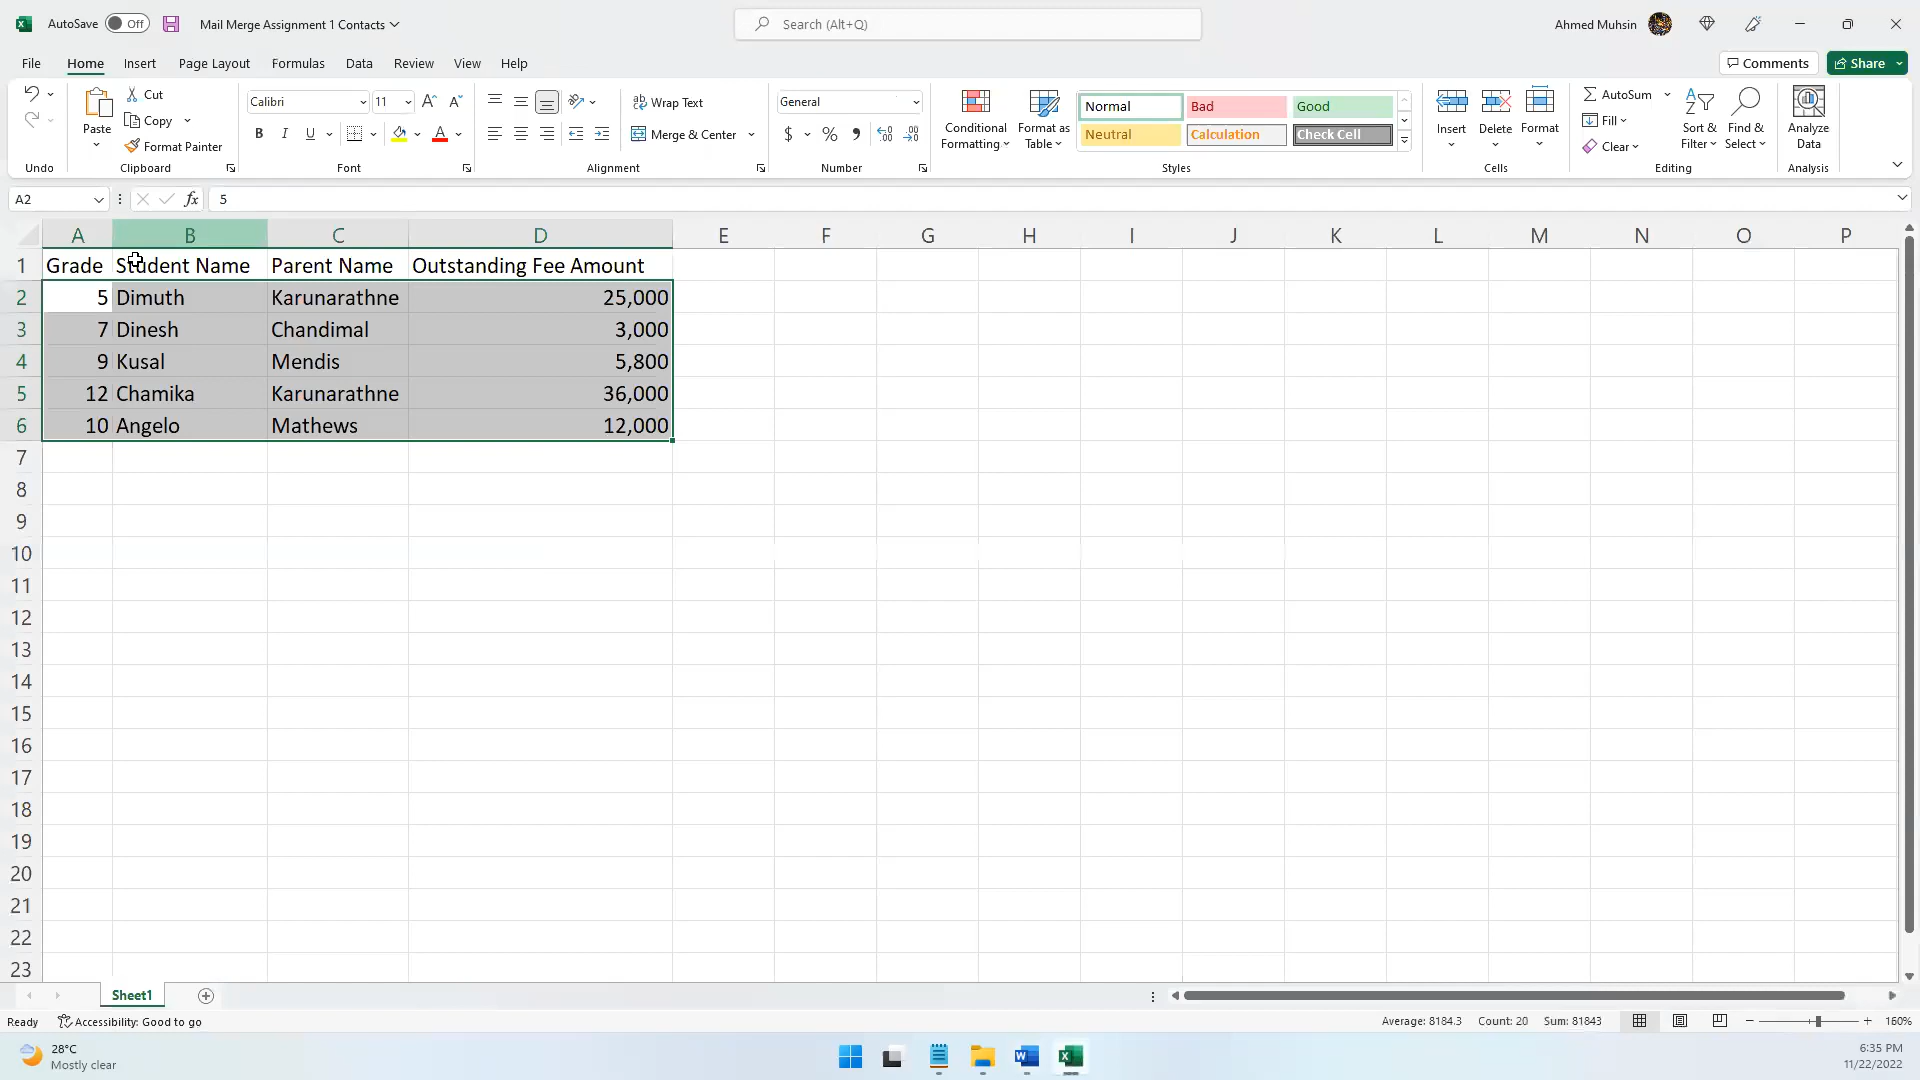 AutoSave Off Mail Merge Assignment 1 Contacts Search (Alt+Q) Ahmed Muhsin
File Home Insert Page Layout Formulas Data Review View Help Comments Share
Paste Cut Calibri 11 Wrap Text General Conditional Formatting Format as Table Normal Bad Good Insert Delete Format AutoSum Sort & Filter Find & Select Analyze Data
Copy B I U Merge & Center $ % Neutral Calculation Check Cell Fill
Format Painter Clear
Undo Clipboard Font Alignment Number Styles Cells Editing Analysis
A2 fx 5
A B C D E F G H I J K L M N O P
1 Grade Student Name Parent Name Outstanding Fee Amount
2 5 Dimuth Karunarathne 25,000
3 7 Dinesh Chandimal 3,000
4 9 Kusal Mendis 5,800
5 12 Chamika Karunarathne 36,000
6 10 Angelo Mathews 12,000
7
8
9
10
11
12
13
14
15
16
17
18
19
20
21
22
23
Sheet1
Ready Accessibility: Good to go Average: 8184.3 Count: 20 Sum: 81843 160%
28°C 6:35 PM
Mostly clear 11/22/2022